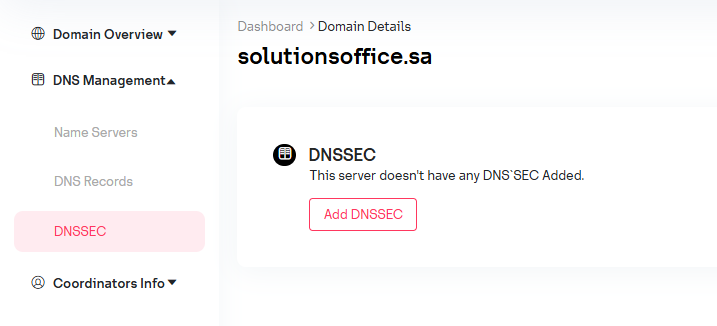 Domain Overview
DNS Management
Name Servers
DNS Records
DNSSEC
Coordinators Info
Dashboard > Domain Details
solutionsoffice.sa
DNSSEC
This server doesn't have any DNS`SEC Added.
Add DNSSEC